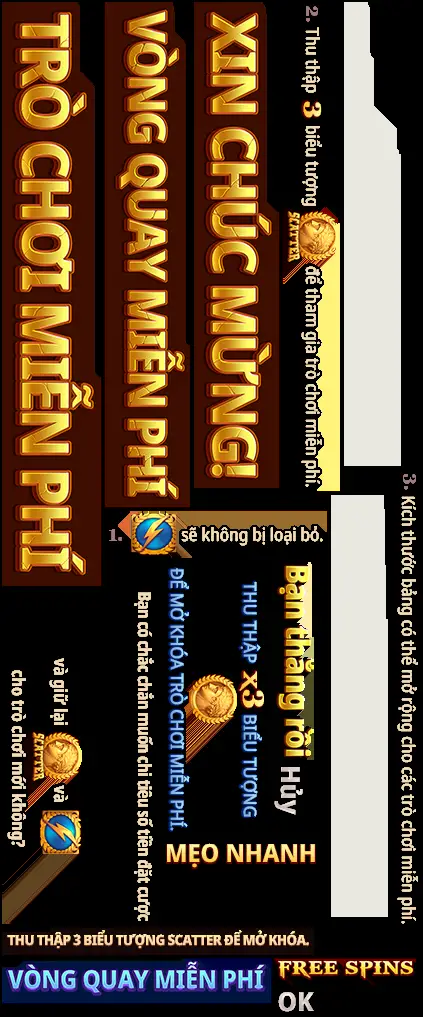 TRÒ CHƠI MIỄN PHÍ
VÒNG QUAY MIỄN PHÍ
XIN CHÚC MỪNG!
2. Thu thập 3 biểu tượng SCATTER để tham gia trò chơi miễn phí.
3. Kích thước bảng có thể mở rộng cho các trò chơi miễn phí.
1. sẽ không bị loại bỏ.
Bạn thắng rồi
Hủy
THU THẬP x3 BIỂU TƯỢNG
ĐỂ MỞ KHÓA TRÒ CHƠI MIỄN PHÍ.
Bạn có chắc chắn muốn chi tiêu số tiền đặt cược
và giữ lại SCATTER và
cho trò chơi mới không?
MẸO NHANH
THU THẬP 3 BIỂU TƯỢNG SCATTER ĐỂ MỞ KHÓA.
VÒNG QUAY MIỄN PHÍ
FREE SPINS
OK